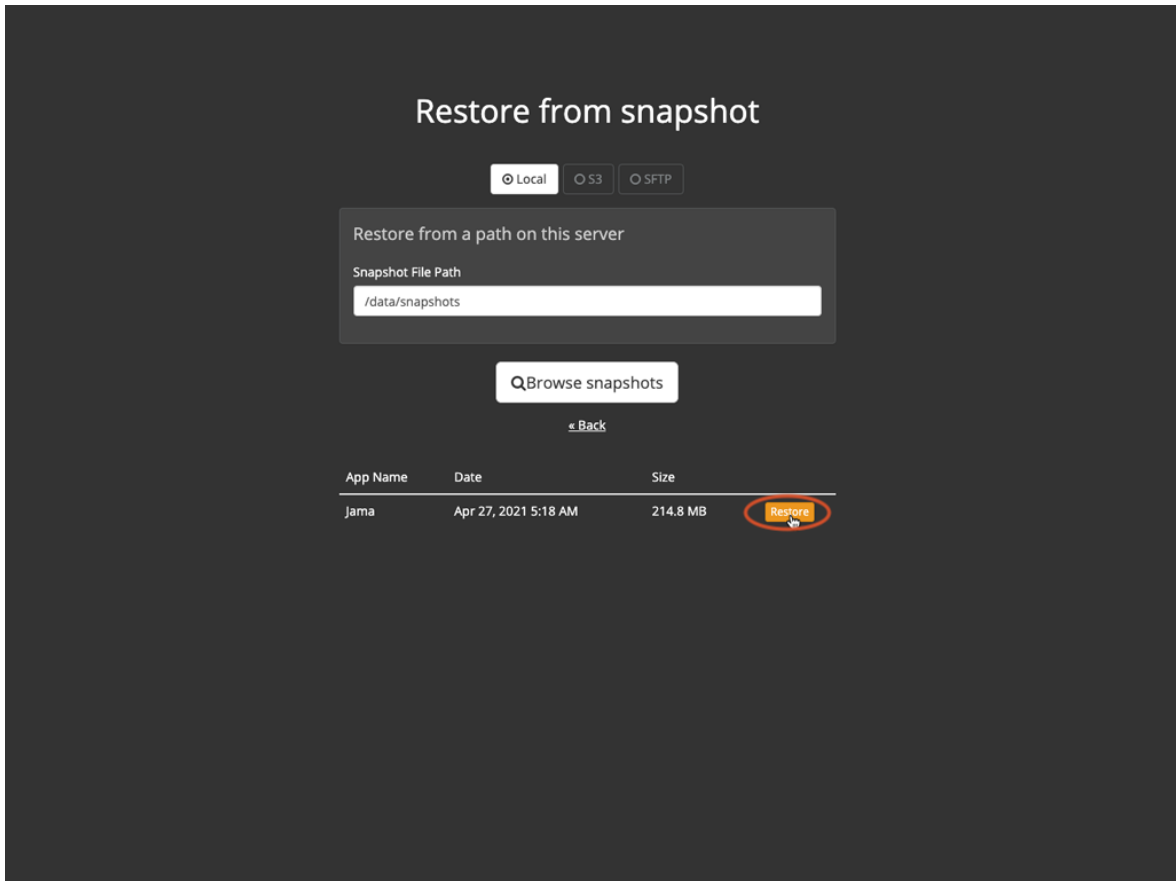 Restore from snapshot
Local S3 SFTP
Restore from a path on this server
Snapshot File Path
/data/snapshots
Browse snapshots
« Back
App Name Date Size
Jama Apr 27, 2021 5:18 AM 214.8 MB Restore